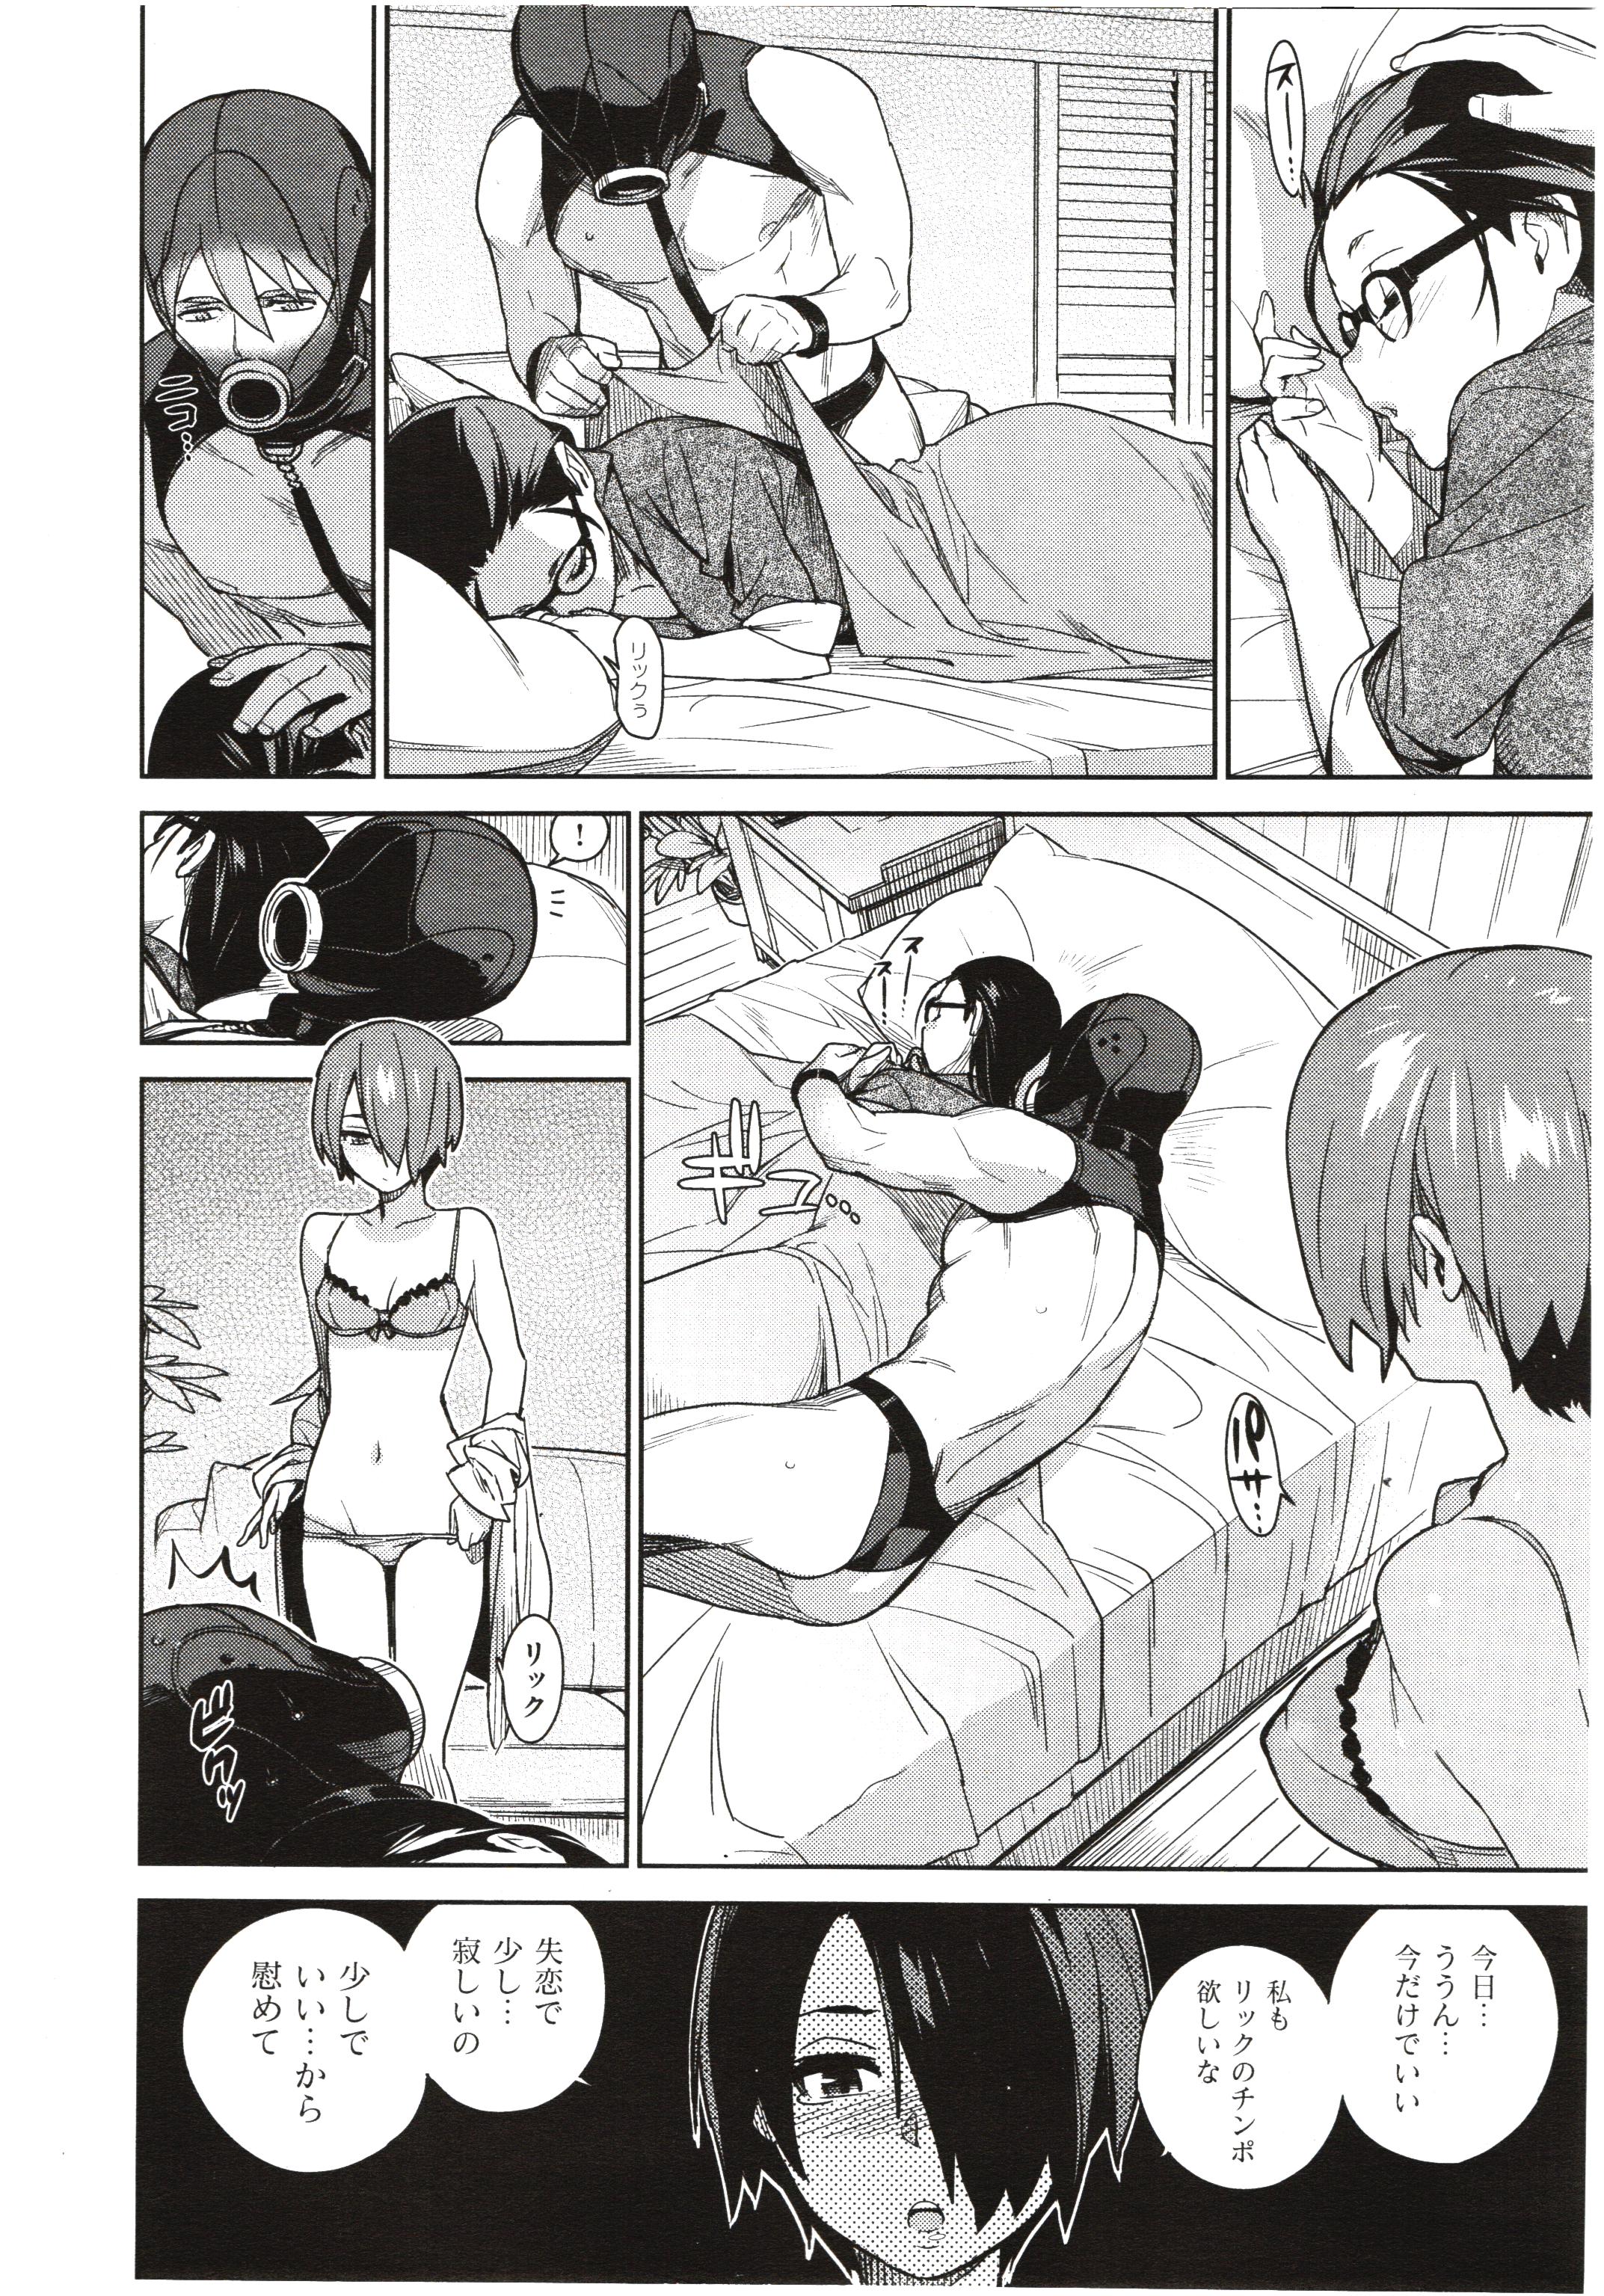 スー…
リックぅ
ニコ…
スー
スー
ギュ…
パサ…
！
リック
ビクッ
今日…
ううん…
今だけでいい
私も
リックのチンポ
欲しいな
失恋で
少し…
寂しいの
少しで
いい…から
慰めて